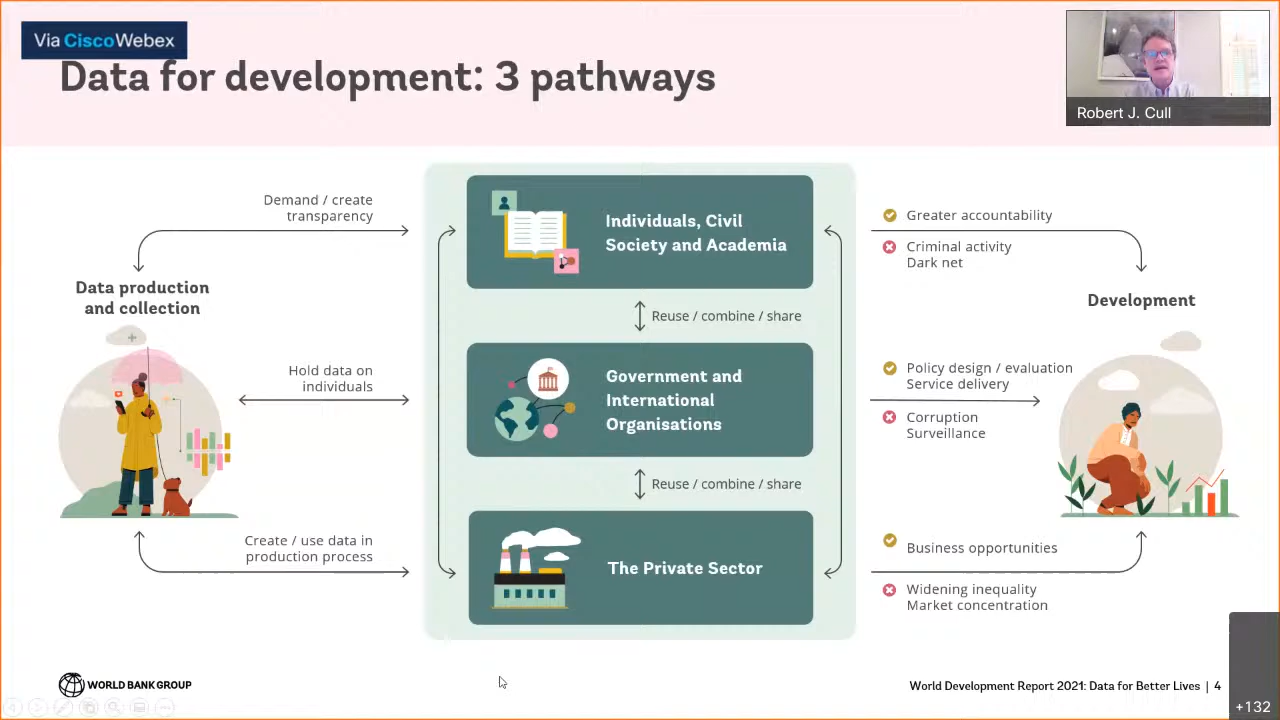 Via CiscoWebex
Data for development: 3 pathways
Robert J. Cull
Demand / create
transparency
Data production
and collection
Hold data on
individuals
Create / use data in
production process
Individuals, Civil
Society and Academia
Reuse / combine / share
Government and
International
Organisations
Reuse / combine / share
The Private Sector
Greater accountability
Criminal activity
Dark net
Development
Policy design / evaluation
Service delivery
Corruption
Surveillance
Business opportunities
Widening inequality
Market concentration
WORLD BANK GROUP
World Development Report 2021: Data for Better Lives | 4
+132